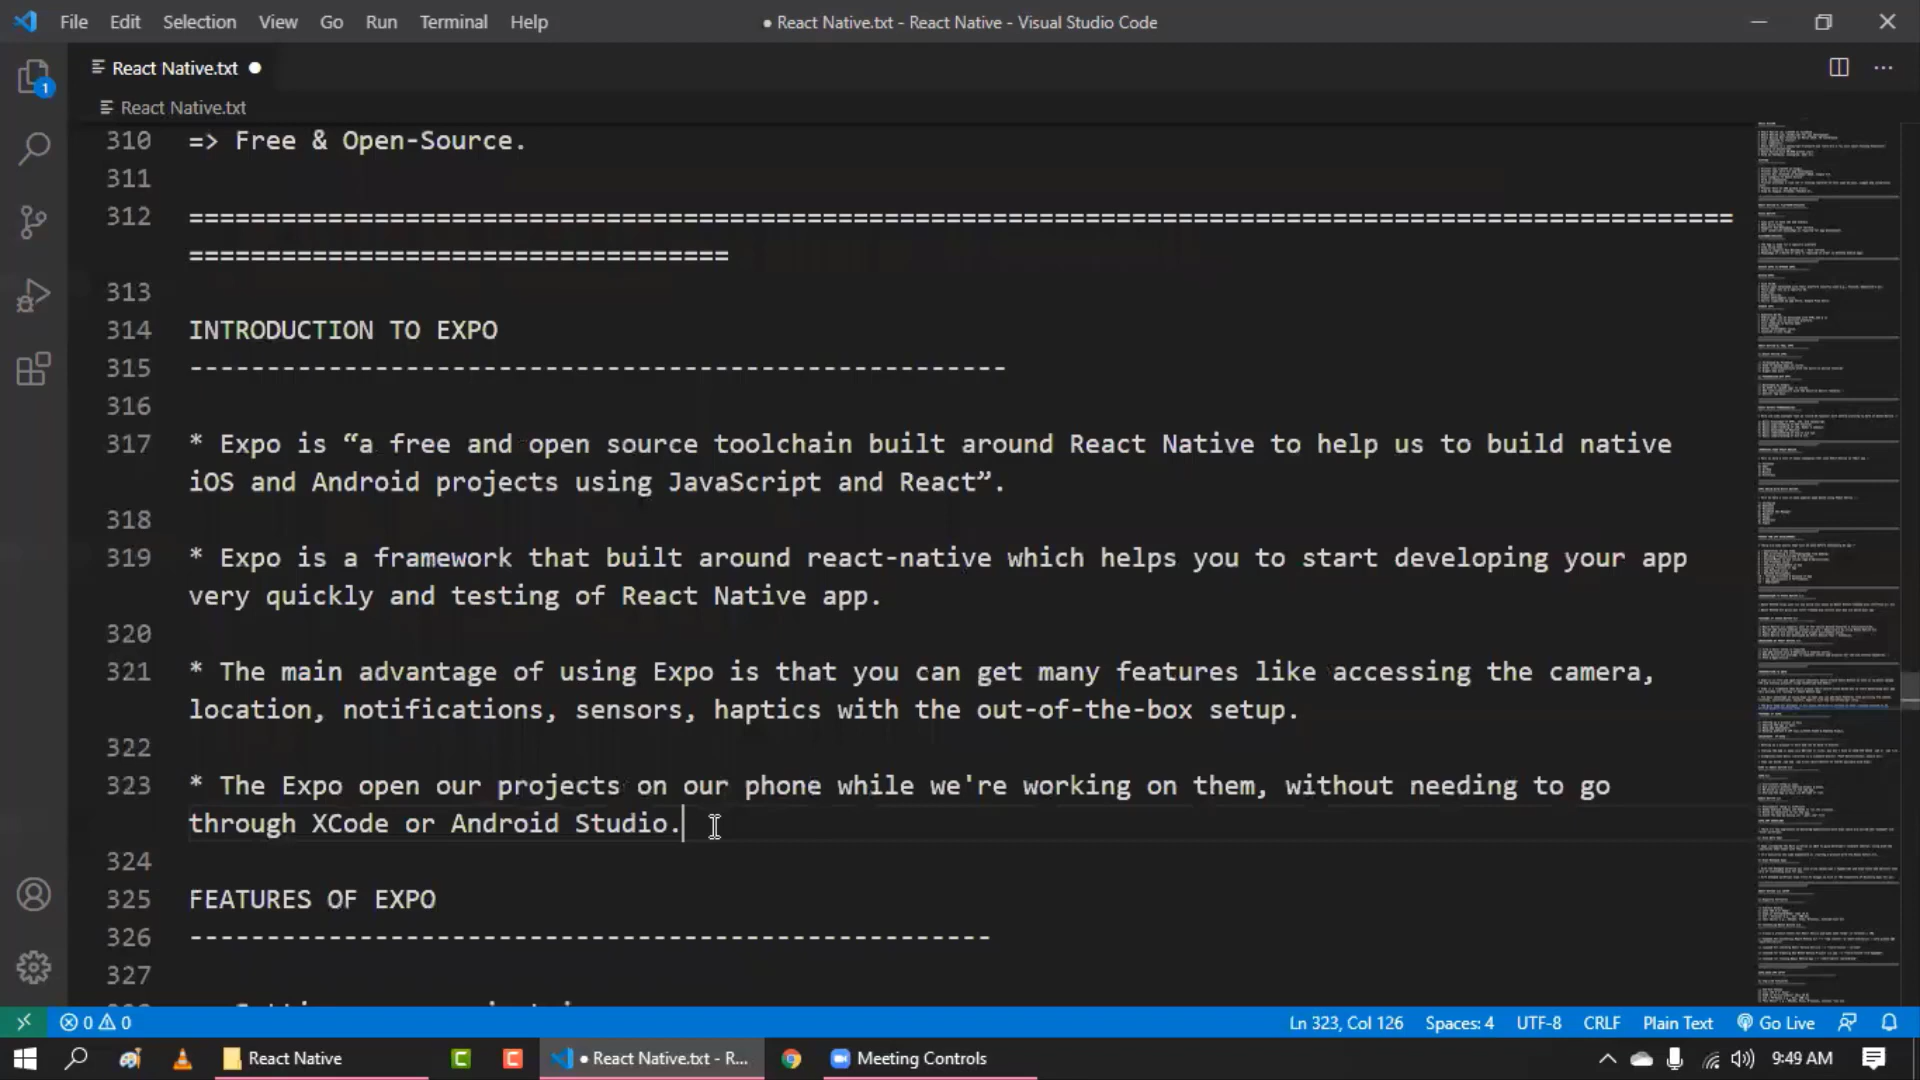 File Edit Selection View Go Run Terminal Help
● React Native.txt - React Native - Visual Studio Code
React Native.txt ●
1
React Native.txt
310 => Free & Open-Source.
311
312 ====================================================================================================
===================================
313
314 INTRODUCTION TO EXPO
315 -----------------------------------------------------
316
317 * Expo is “a free and open source toolchain built around React Native to help us to build native
iOS and Android projects using JavaScript and React”.
318
319 * Expo is a framework that built around react-native which helps you to start developing your app
very quickly and testing of React Native app.
320
321 * The main advantage of using Expo is that you can get many features like accessing the camera,
location, notifications, sensors, haptics with the out-of-the-box setup.
322
323 * The Expo open our projects on our phone while we're working on them, without needing to go
through XCode or Android Studio.
324
325 FEATURES OF EXPO
326 ----------------------------------------------------
327
0 0 Ln 323, Col 126 Spaces: 4 UTF-8 CRLF Plain Text Go Live
React Native ● React Native.txt - R... Meeting Controls 9:49 AM